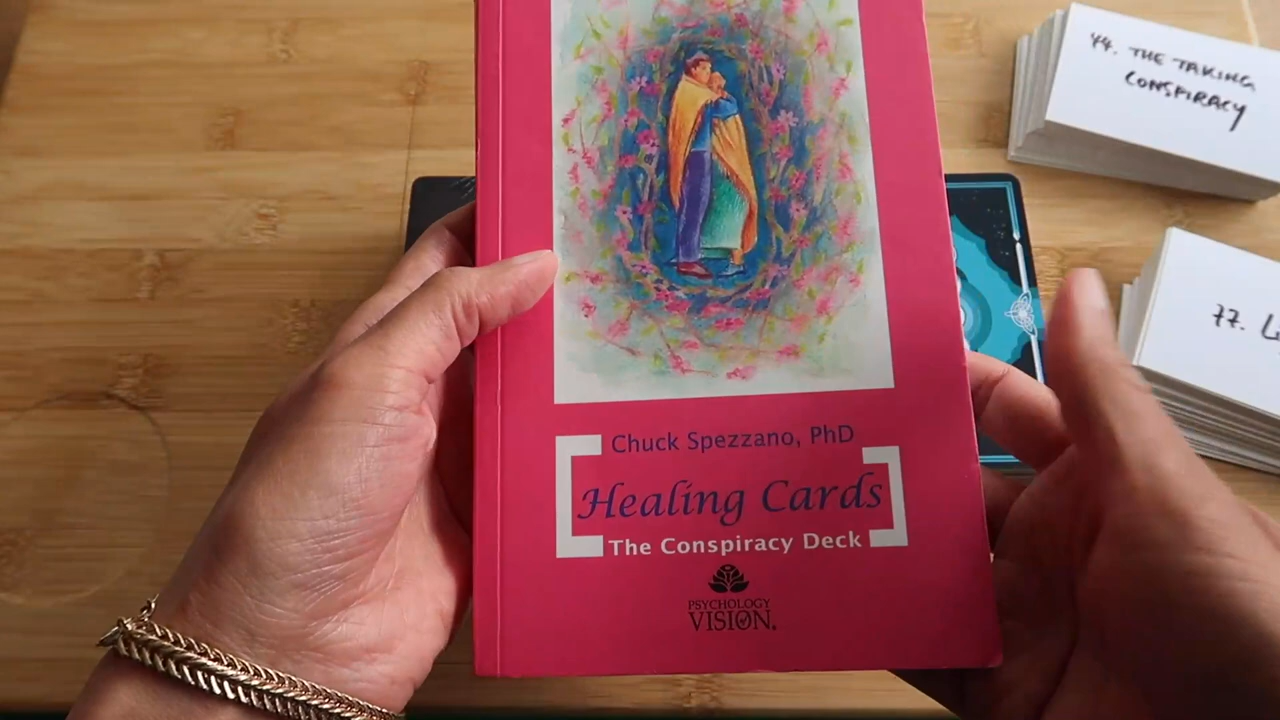 44. THE TAKING
CONSPIRACY
77.
Chuck Spezzano, PhD
Healing Cards
The Conspiracy Deck
PSYCHOLOGY
VISION®